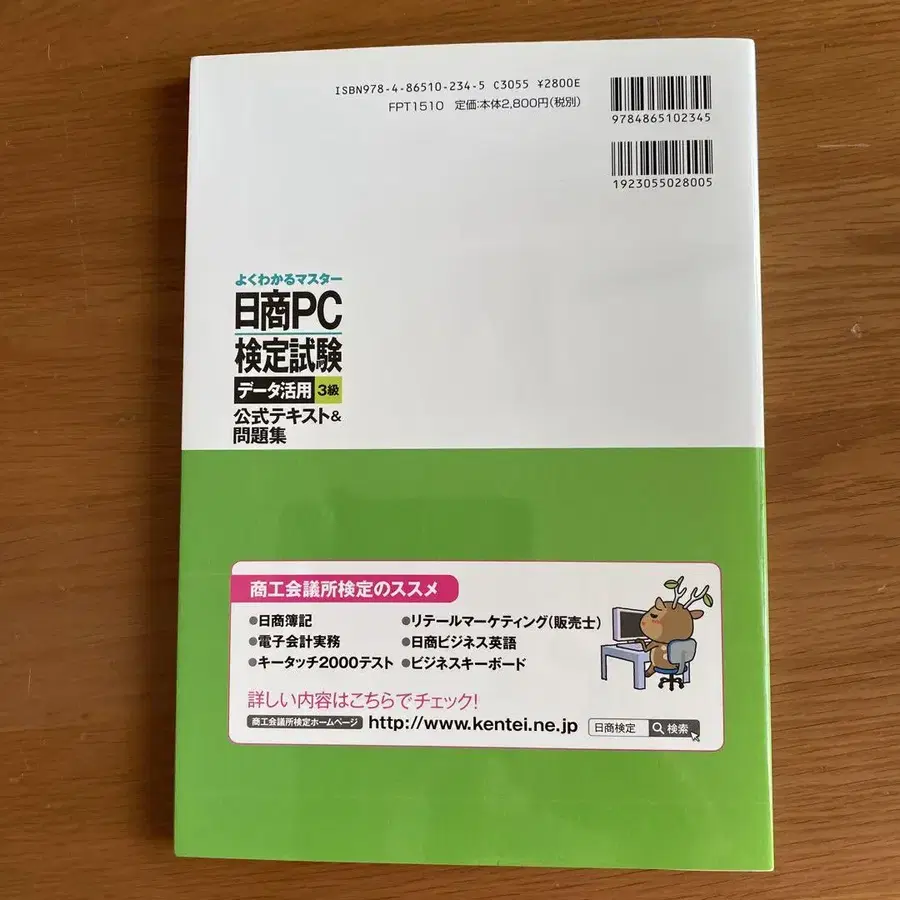 ISBN978-4-86510-234-5 C3055 ¥2800E
FPT1510 定価:本体2,800円(税別)
9784865102345
1923055028005
よくわかるマスター
日商PC
検定試験
データ活用 3級
公式テキスト&
問題集
商工会議所検定のススメ
●日商簿記 ●リテールマーケティング(販売士)
●電子会計実務 ●日商ビジネス英語
●キータッチ2000テスト ●ビジネスキーボード
詳しい内容はこちらでチェック!
商工会議所検定ホームページ http://www.kentei.ne.jp 日商検定 検索